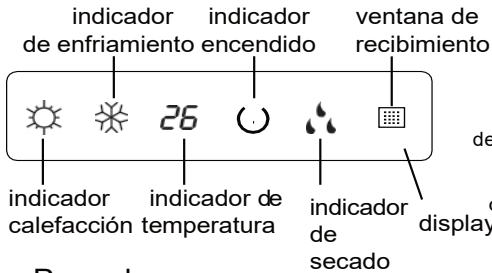 indicador indicador ventana de
de enfriamiento encendido recibimiento
26
de
indicador indicador de indicador
calefacción temperatura de
secado
display